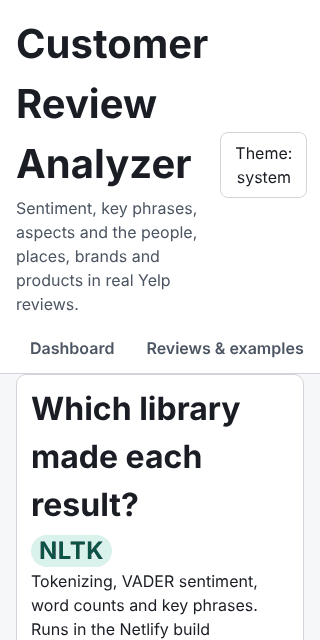 Customer
Review
Analyzer
Theme:
system
Sentiment, key phrases,
aspects and the people,
places, brands and
products in real Yelp
reviews.
Dashboard
Reviews & examples
Which library
made each
result?
NLTK
Tokenizing, VADER sentiment,
word counts and key phrases.
Runs in the Netlify build